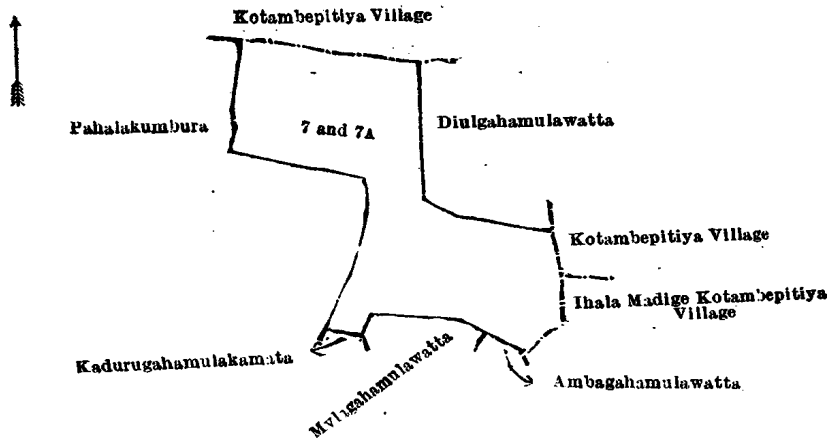 Kotambepitiya Village
Pahalakumbura
7 and 7A
Diulgahamulawatta
Kotambepitiya Village
Ihala Madige Kotambepitiya
Village
Kadurugahamulakamata
Ambagahamulawatta